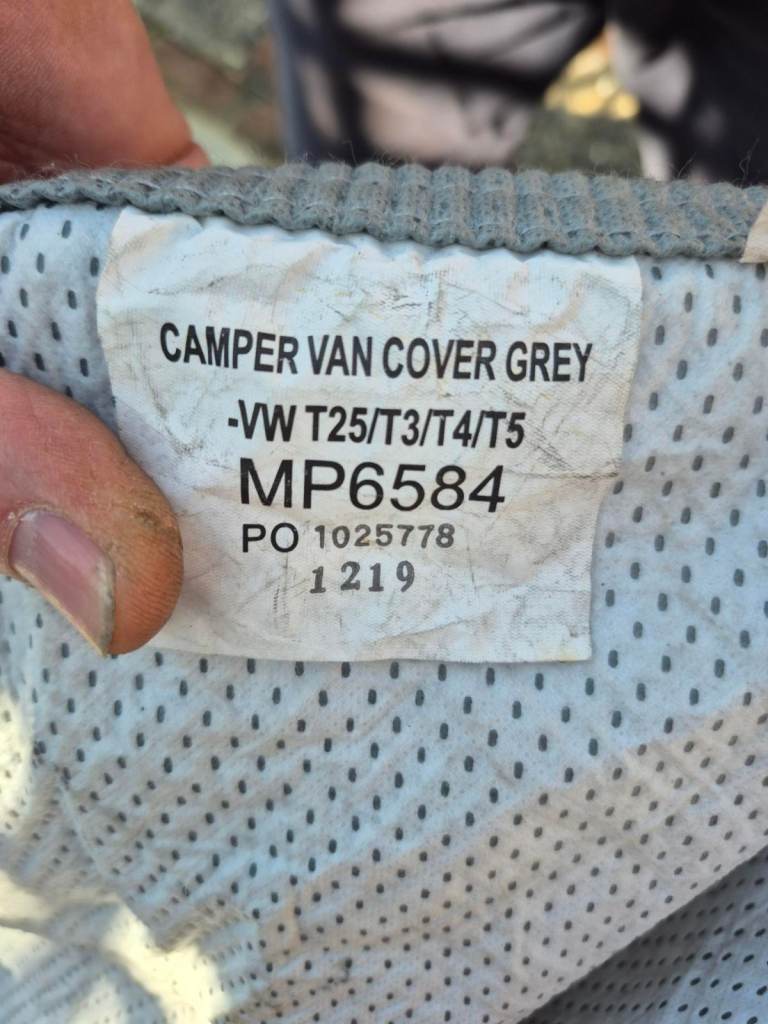 CAMPER VAN COVER GREY
-VW T25/T3/T4/T5
MP6584
PO 1025778
1219